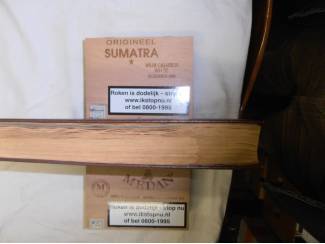 ORIGINEEL
SUMATRA
Roken is dodelijk - stop
www.ikstopnu.nl
of bel 0800-1995
MEDAN
M
Roken is dodelijk - stop nu
www.ikstopnu.nl
of bel 0800-1995